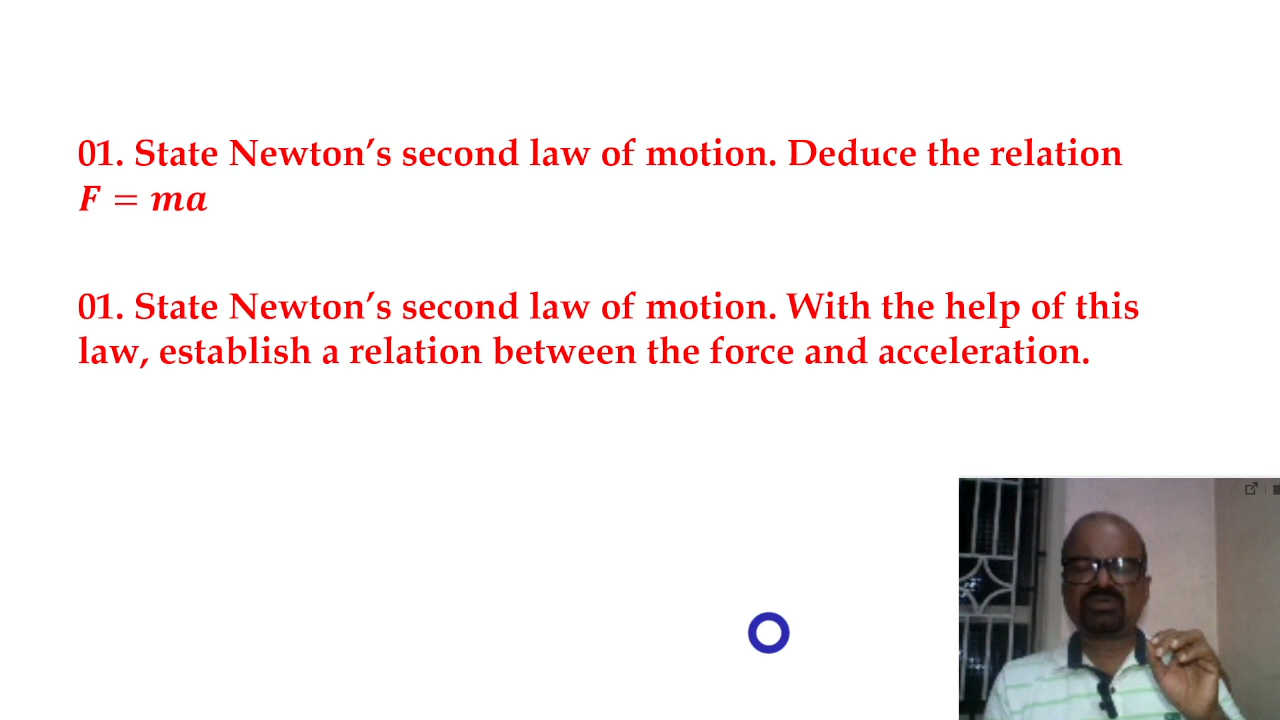 01. State Newton’s second law of motion. Deduce the relation
F = ma
01. State Newton’s second law of motion. With the help of this
law, establish a relation between the force and acceleration.